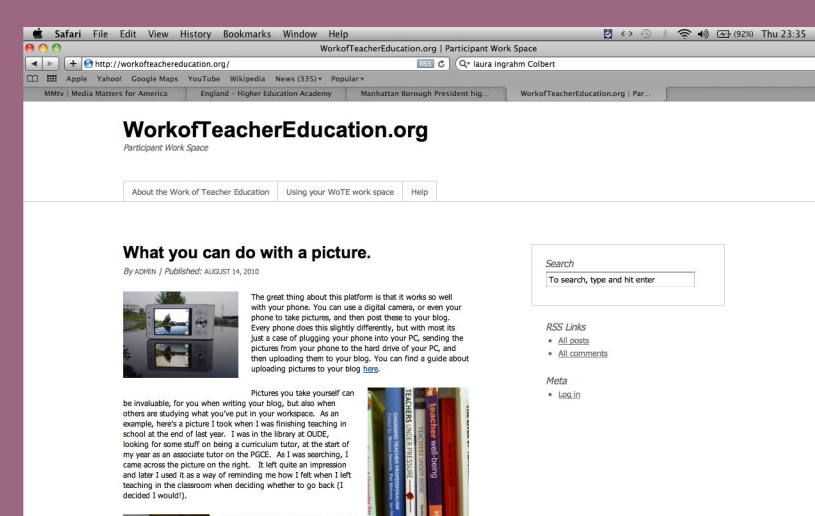 Safari File Edit View History Bookmarks Window Help (92%) Thu 23:35
WorkofTeacherEducation.org | Participant Work Space
http://workofteachereducation.org/ RSS laura ingrahm Colbert
Apple Yahoo! Google Maps YouTube Wikipedia News (335) Popular
MMtv | Media Matters for America England - Higher Education Academy Manhattan Borough President hig... WorkofTeacherEducation.org | Par...
WorkofTeacherEducation.org
Participant Work Space
About the Work of Teacher Education Using your WoTE work space Help
What you can do with a picture.
By ADMIN / Published: AUGUST 14, 2010
The great thing about this platform is that it works so well
with your phone. You can use a digital camera, or even your
phone to take pictures, and then post these to your blog.
Every phone does this slightly differently, but with most its
just a case of plugging your phone into your PC, sending the
pictures from your phone to the hard drive of your PC, and
then uploading them to your blog. You can find a guide about
uploading pictures to your blog here.
Pictures you take yourself can
be invaluable, for you when writing your blog, but also when
others are studying what you've put in your workspace. As an
example, here's a picture I took when I was finishing teaching in
school at the end of last year. I was in the library at OUDE,
looking for some stuff on being a curriculum tutor, at the start of
my year as an associate tutor on the PGCE. As I was searching, I
came across the picture on the right. It left quite an impression
and later I used it as a way of reminding me how I felt when I left
teaching in the classroom when deciding whether to go back (I
decided I would!).
CHANGING TEACHER PROFESSIONALISM
TEACHERS UNDER PRESSURE
teacher well-being
Search
To search, type and hit enter
RSS Links
All posts
All comments
Meta
Log in